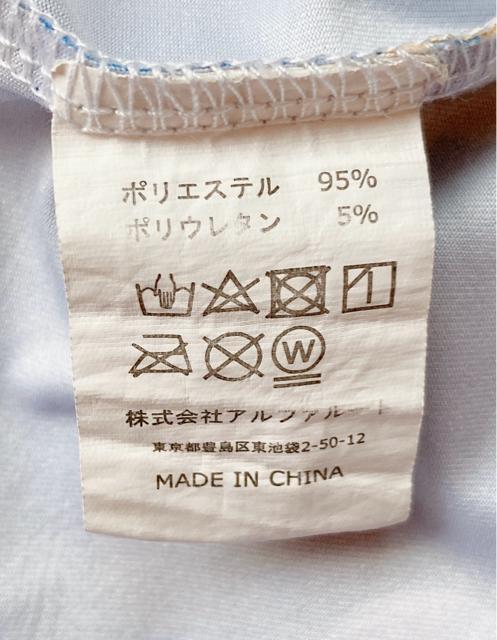 ポリエステル 95%
ポリウレタン 5%
W
株式会社アルファルード
東京都豊島区東池袋2-50-12
MADE IN CHINA